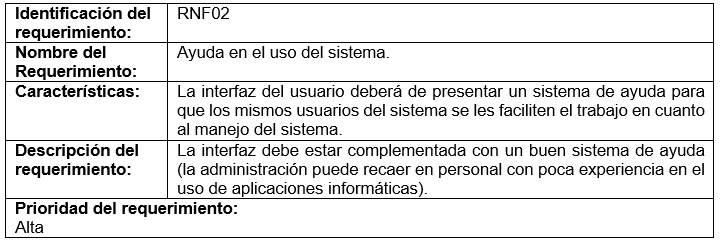 Identificación del requerimiento: RNF02
Nombre del Requerimiento: Ayuda en el uso del sistema.
Características: La interfaz del usuario deberá de presentar un sistema de ayuda para
que los mismos usuarios del sistema se les faciliten el trabajo en cuanto
al manejo del sistema.
Descripción del requerimiento: La interfaz debe estar complementada con un buen sistema de ayuda
(la administración puede recaer en personal con poca experiencia en el
uso de aplicaciones informáticas).
Prioridad del requerimiento:
Alta